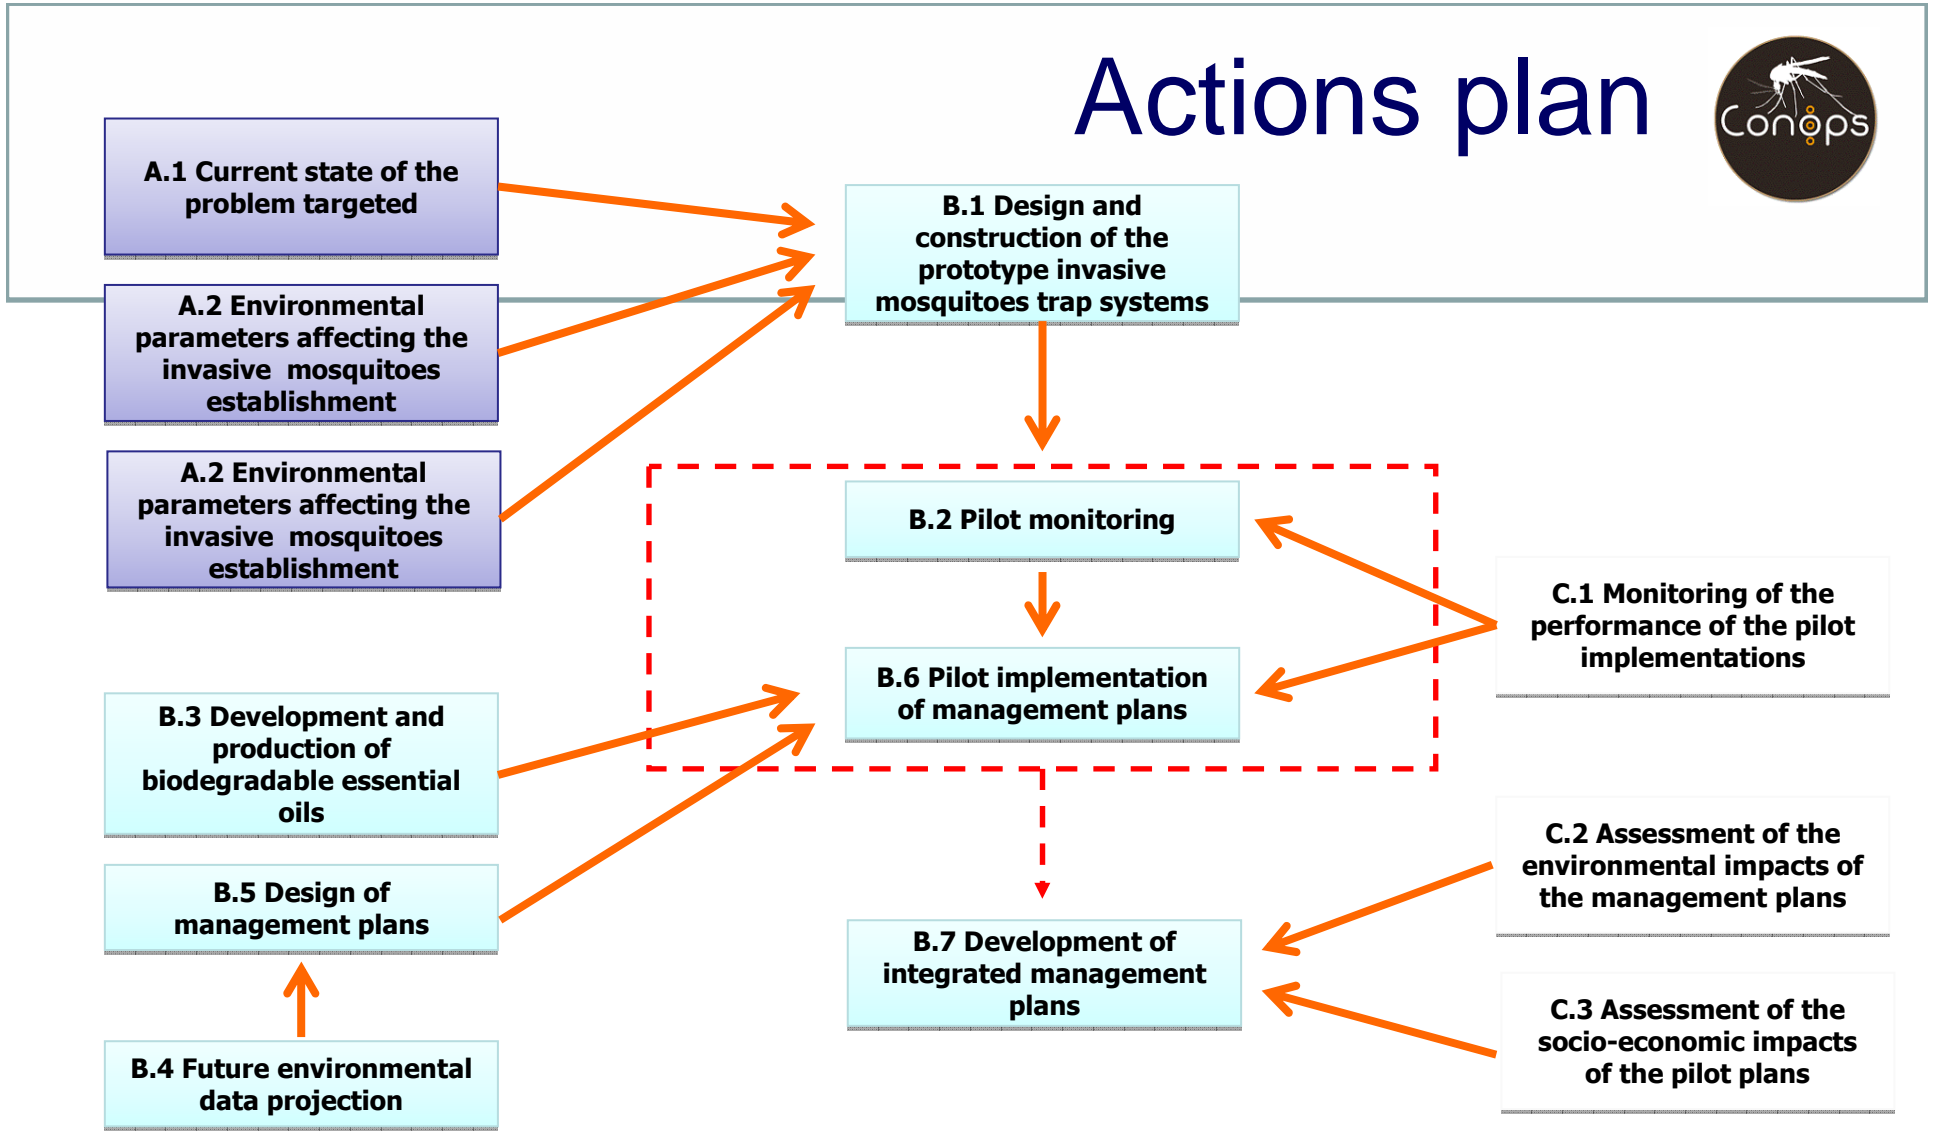 Actions plan
Conops
A.1 Current state of the
problem targeted
B.1 Design and
construction of the
prototype invasive
mosquitoes trap systems
A.2 Environmental
parameters affecting the
invasive mosquitoes
establishment
A.2 Environmental
parameters affecting the
invasive mosquitoes
establishment
B.2 Pilot monitoring
C.1 Monitoring of the
performance of the pilot
implementations
B.6 Pilot implementation
of management plans
B.3 Development and
production of
biodegradable essential
oils
C.2 Assessment of the
environmental impacts of
the management plans
B.5 Design of
management plans
B.7 Development of
integrated management
plans
C.3 Assessment of the
socio-economic impacts
of the pilot plans
B.4 Future environmental
data projection